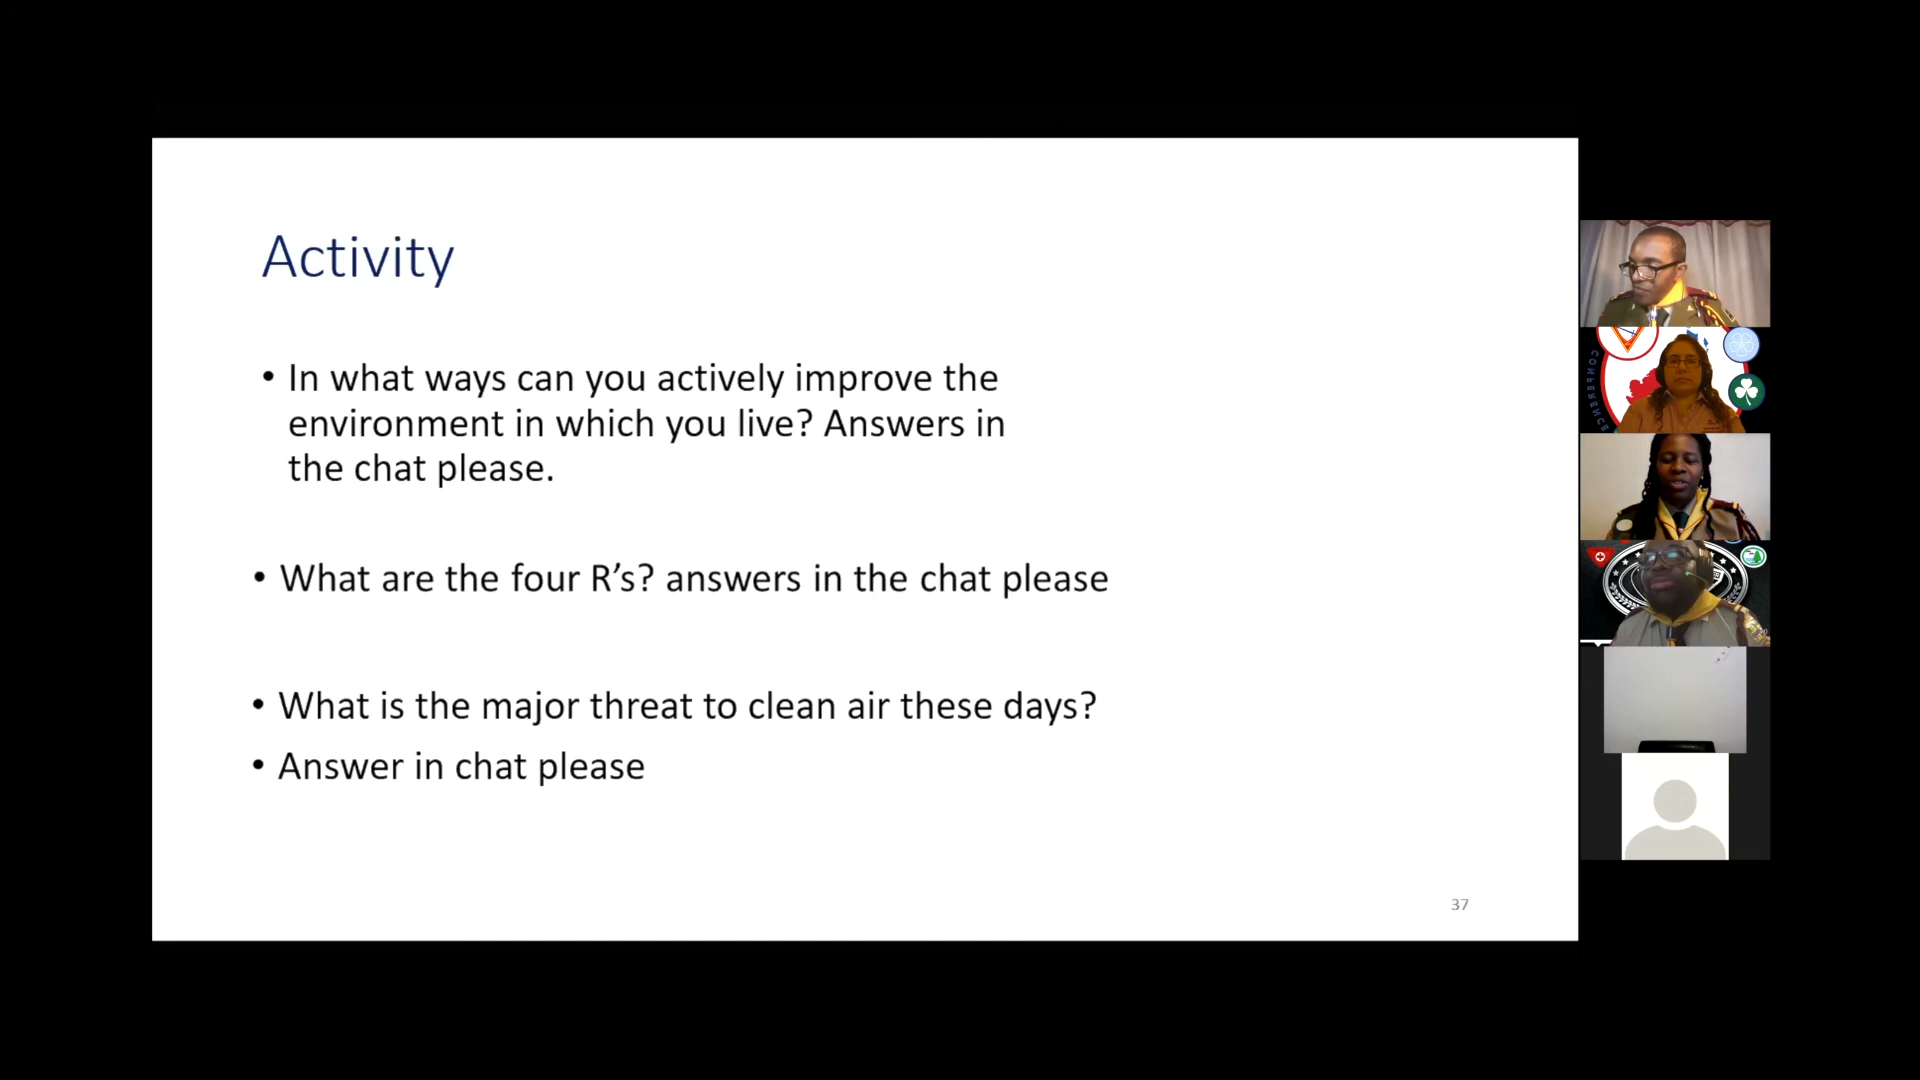 Activity
• In what ways can you actively improve the
environment in which you live? Answers in
the chat please.
• What are the four R’s? answers in the chat please
• What is the major threat to clean air these days?
• Answer in chat please
37